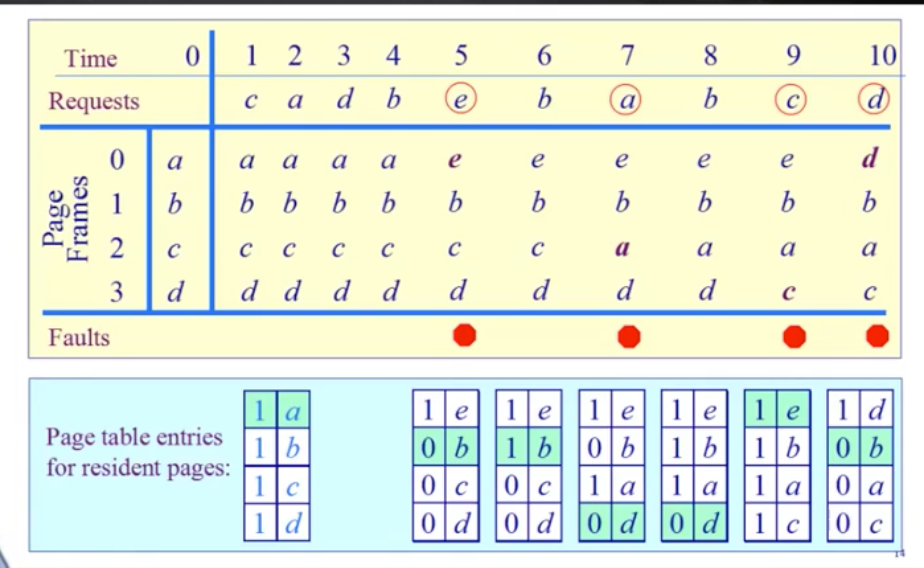 Time 0 1 2 3 4 5 6 7 8 9 10
Requests c a d b e b a b c d
Page Frames
0 a a a a a e e e e e d
1 b b b b b b b b b b b
2 c c c c c c c a a a a
3 d d d d d d d d d c c
Faults
Page table entries
for resident pages:
1 a 1 e 1 e 1 e 1 e 1 e 1 d
1 b 0 b 1 b 0 b 1 b 1 b 0 b
1 c 0 c 0 c 1 a 1 a 1 a 0 a
1 d 0 d 0 d 0 d 0 d 1 c 0 c
14